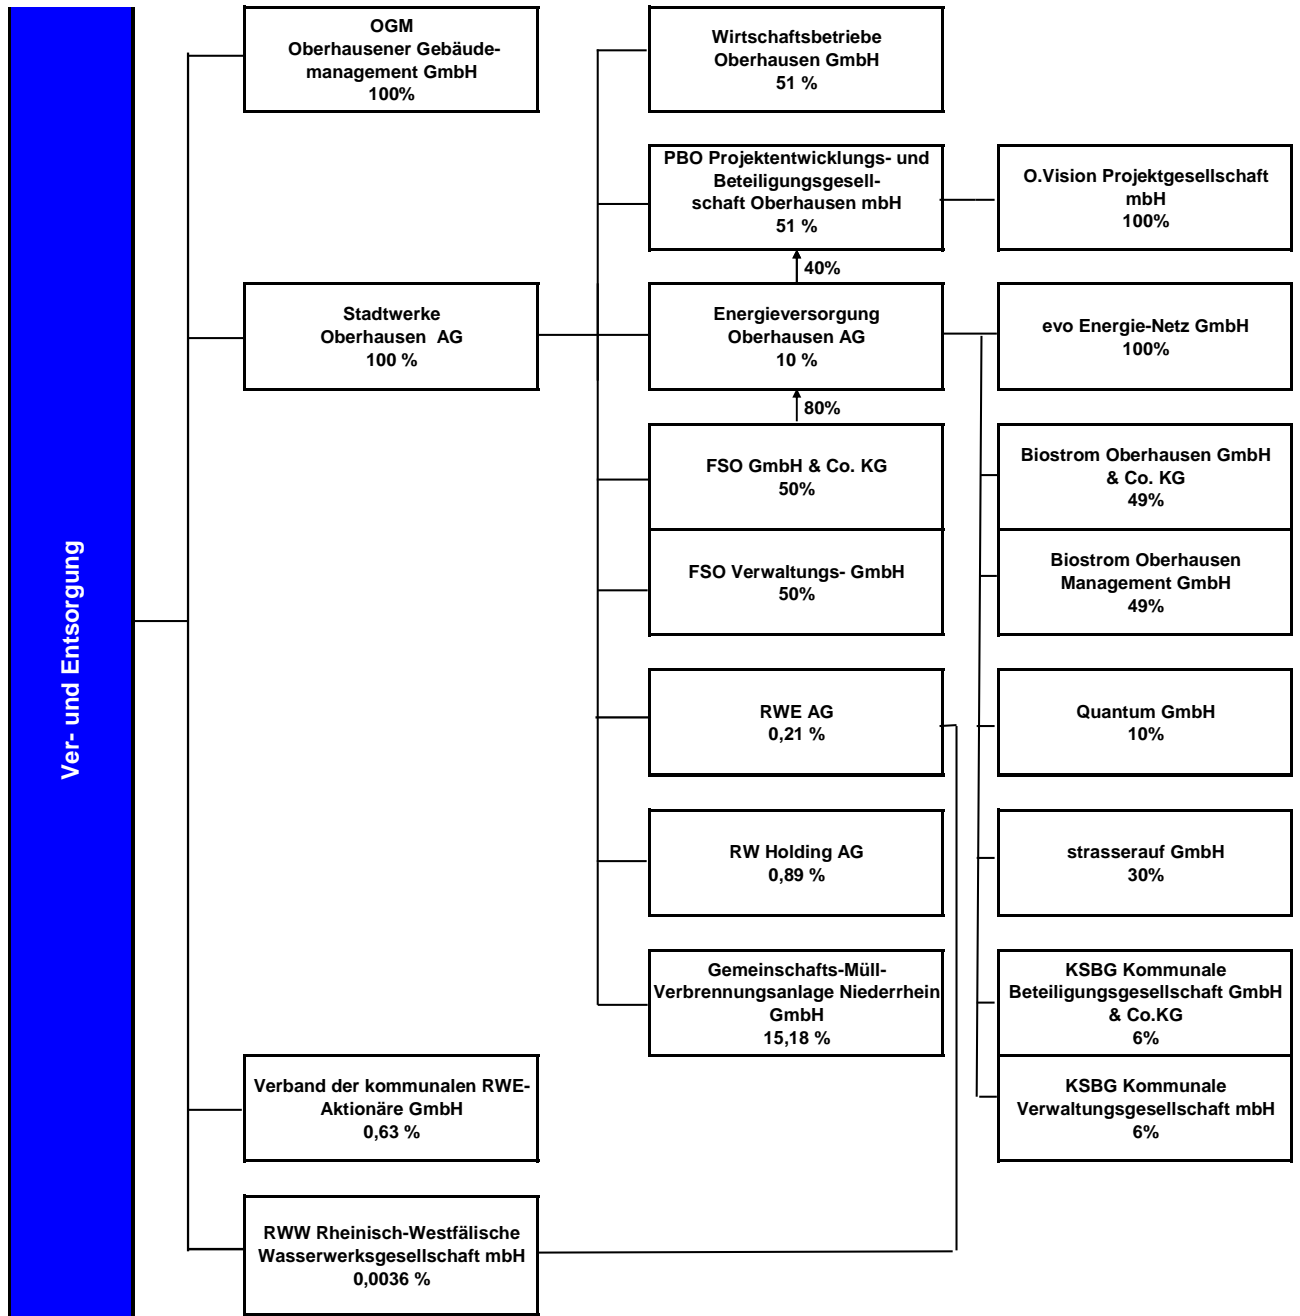 Ver- und Entsorgung
OGM
Oberhausener Gebäude-
management GmbH
100%
Stadtwerke
Oberhausen AG
100 %
Verband der kommunalen RWE-
Aktionäre GmbH
0,63 %
RWW Rheinisch-Westfälische
Wasserwerksgesellschaft mbH
0,0036 %
Wirtschaftsbetriebe
Oberhausen GmbH
51 %
PBO Projektentwicklungs- und
Beteiligungsgesell-
schaft Oberhausen mbH
51 %
40%
Energieversorgung
Oberhausen AG
10 %
80%
FSO GmbH & Co. KG
50%
FSO Verwaltungs- GmbH
50%
RWE AG
0,21 %
RW Holding AG
0,89 %
Gemeinschafts-Müll-
Verbrennungsanlage Niederrhein
GmbH
15,18 %
O.Vision Projektgesellschaft
mbH
100%
evo Energie-Netz GmbH
100%
Biostrom Oberhausen GmbH
& Co. KG
49%
Biostrom Oberhausen
Management GmbH
49%
Quantum GmbH
10%
strasserauf GmbH
30%
KSBG Kommunale
Beteiligungsgesellschaft GmbH
& Co.KG
6%
KSBG Kommunale
Verwaltungsgesellschaft mbH
6%